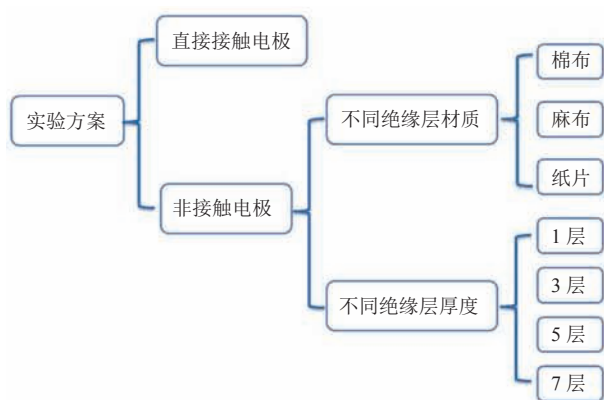 直接接触电极
棉布
实验方案
不同绝缘层材质
麻布
纸片
非接触电极
1 层
3 层
不同绝缘层厚度
5 层
7 层